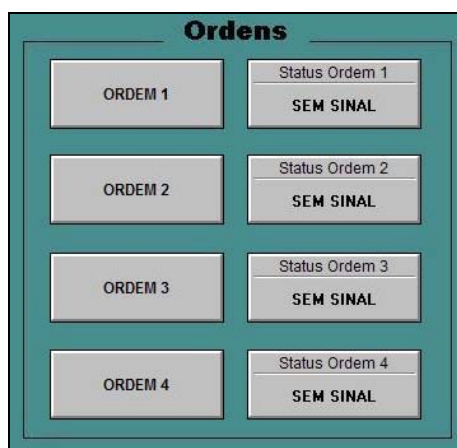 Ordens
ORDEM 1
Status Ordem 1
SEM SINAL
ORDEM 2
Status Ordem 2
SEM SINAL
ORDEM 3
Status Ordem 3
SEM SINAL
ORDEM 4
Status Ordem 4
SEM SINAL